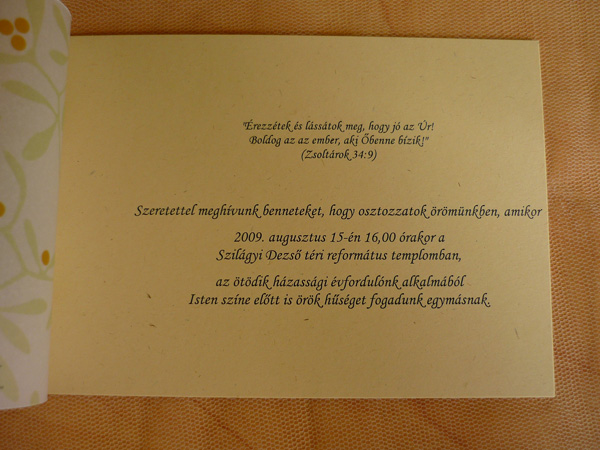 "Érezzétek és lássátok meg, hogy jó az Úr!
Boldog az az ember, aki Őbenne bízik!"
(Zsoltárok 34:9)
Szeretettel meghívunk benneteket, hogy osztozzatok örömünkben, amikor
2009. augusztus 15-én 16,00 órakor a
Szilágyi Dezső téri református templomban,
az ötödik házassági évfordulónk alkalmából
Isten színe előtt is örök hűséget fogadunk egymásnak.